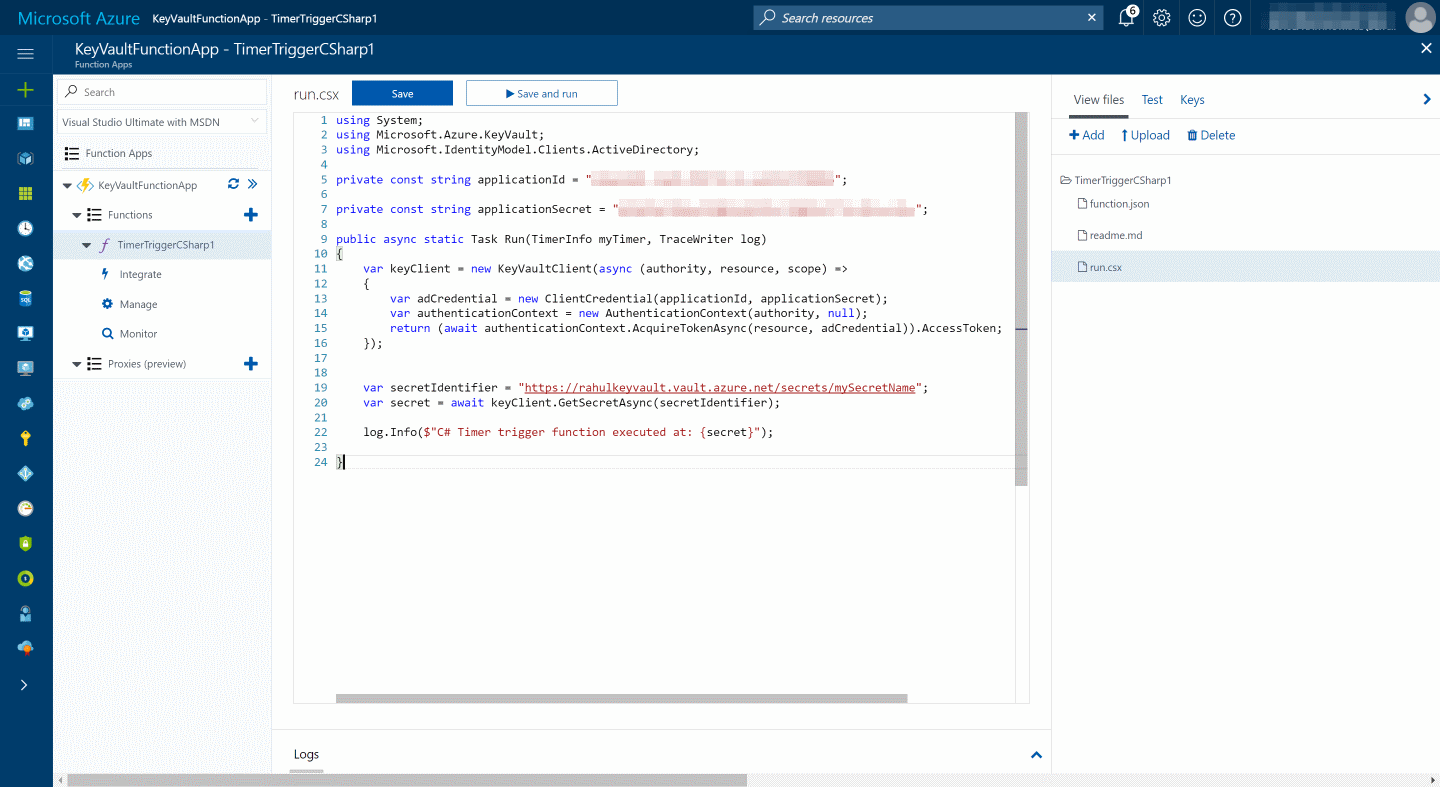 Microsoft Azure KeyVaultFunctionApp - TimerTriggerCSharp1
Search resources
6
KeyVaultFunctionApp - TimerTriggerCSharp1
Function Apps
Search
Visual Studio Ultimate with MSDN
Function Apps
KeyVaultFunctionApp
Functions
TimerTriggerCSharp1
Integrate
Manage
Monitor
Proxies (preview)
run.csx
Save
Save and run
1 using System;
2 using Microsoft.Azure.KeyVault;
3 using Microsoft.IdentityModel.Clients.ActiveDirectory;
4
5 private const string applicationId = "";
6
7 private const string applicationSecret = "";
8
9 public async static Task Run(TimerInfo myTimer, TraceWriter log)
10 {
11 var keyClient = new KeyVaultClient(async (authority, resource, scope) =>
12 {
13 var adCredential = new ClientCredential(applicationId, applicationSecret);
14 var authenticationContext = new AuthenticationContext(authority, null);
15 return (await authenticationContext.AcquireTokenAsync(resource, adCredential)).AccessToken;
16 });
17
18
19 var secretIdentifier = "https://rahulkeyvault.vault.azure.net/secrets/mySecretName";
20 var secret = await keyClient.GetSecretAsync(secretIdentifier);
21
22 log.Info($"C# Timer trigger function executed at: {secret}");
23
24 }
Logs
View files Test Keys
Add Upload Delete
TimerTriggerCSharp1
function.json
readme.md
run.csx